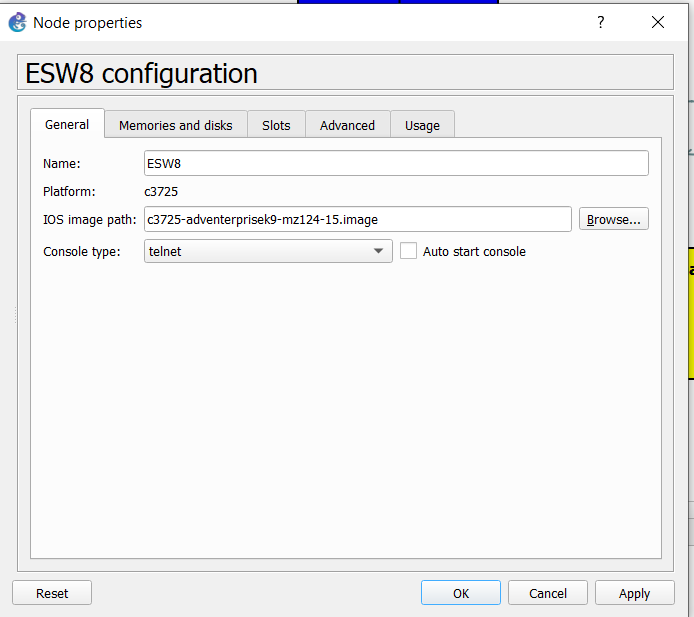 Node properties
?
ESW8 configuration
General Memories and disks Slots Advanced Usage
Name: ESW8
Platform: c3725
IOS image path: c3725-adventerprisek9-mz124-15.image Browse...
Console type: telnet Auto start console
Reset OK Cancel Apply